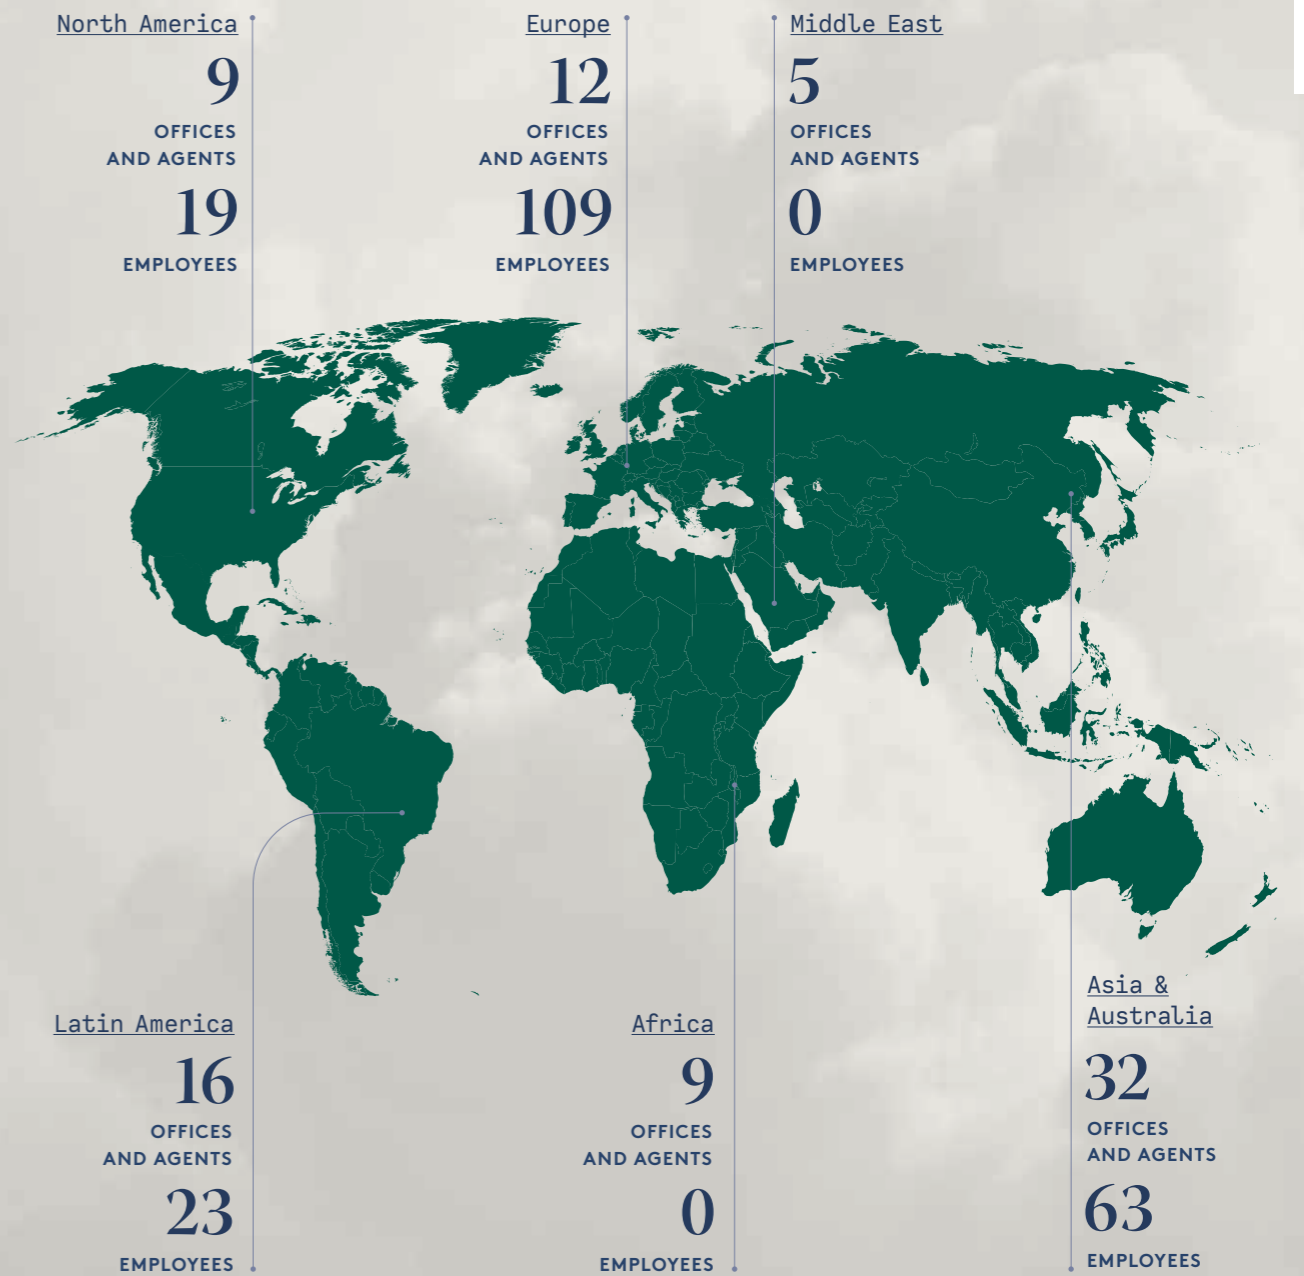 North America
9
OFFICES
AND AGENTS
19
EMPLOYEES
Europe
12
OFFICES
AND AGENTS
109
EMPLOYEES
Middle East
5
OFFICES
AND AGENTS
0
EMPLOYEES
Latin America
16
OFFICES
AND AGENTS
23
EMPLOYEES
Africa
9
OFFICES
AND AGENTS
0
EMPLOYEES
Asia &
Australia
32
OFFICES
AND AGENTS
63
EMPLOYEES